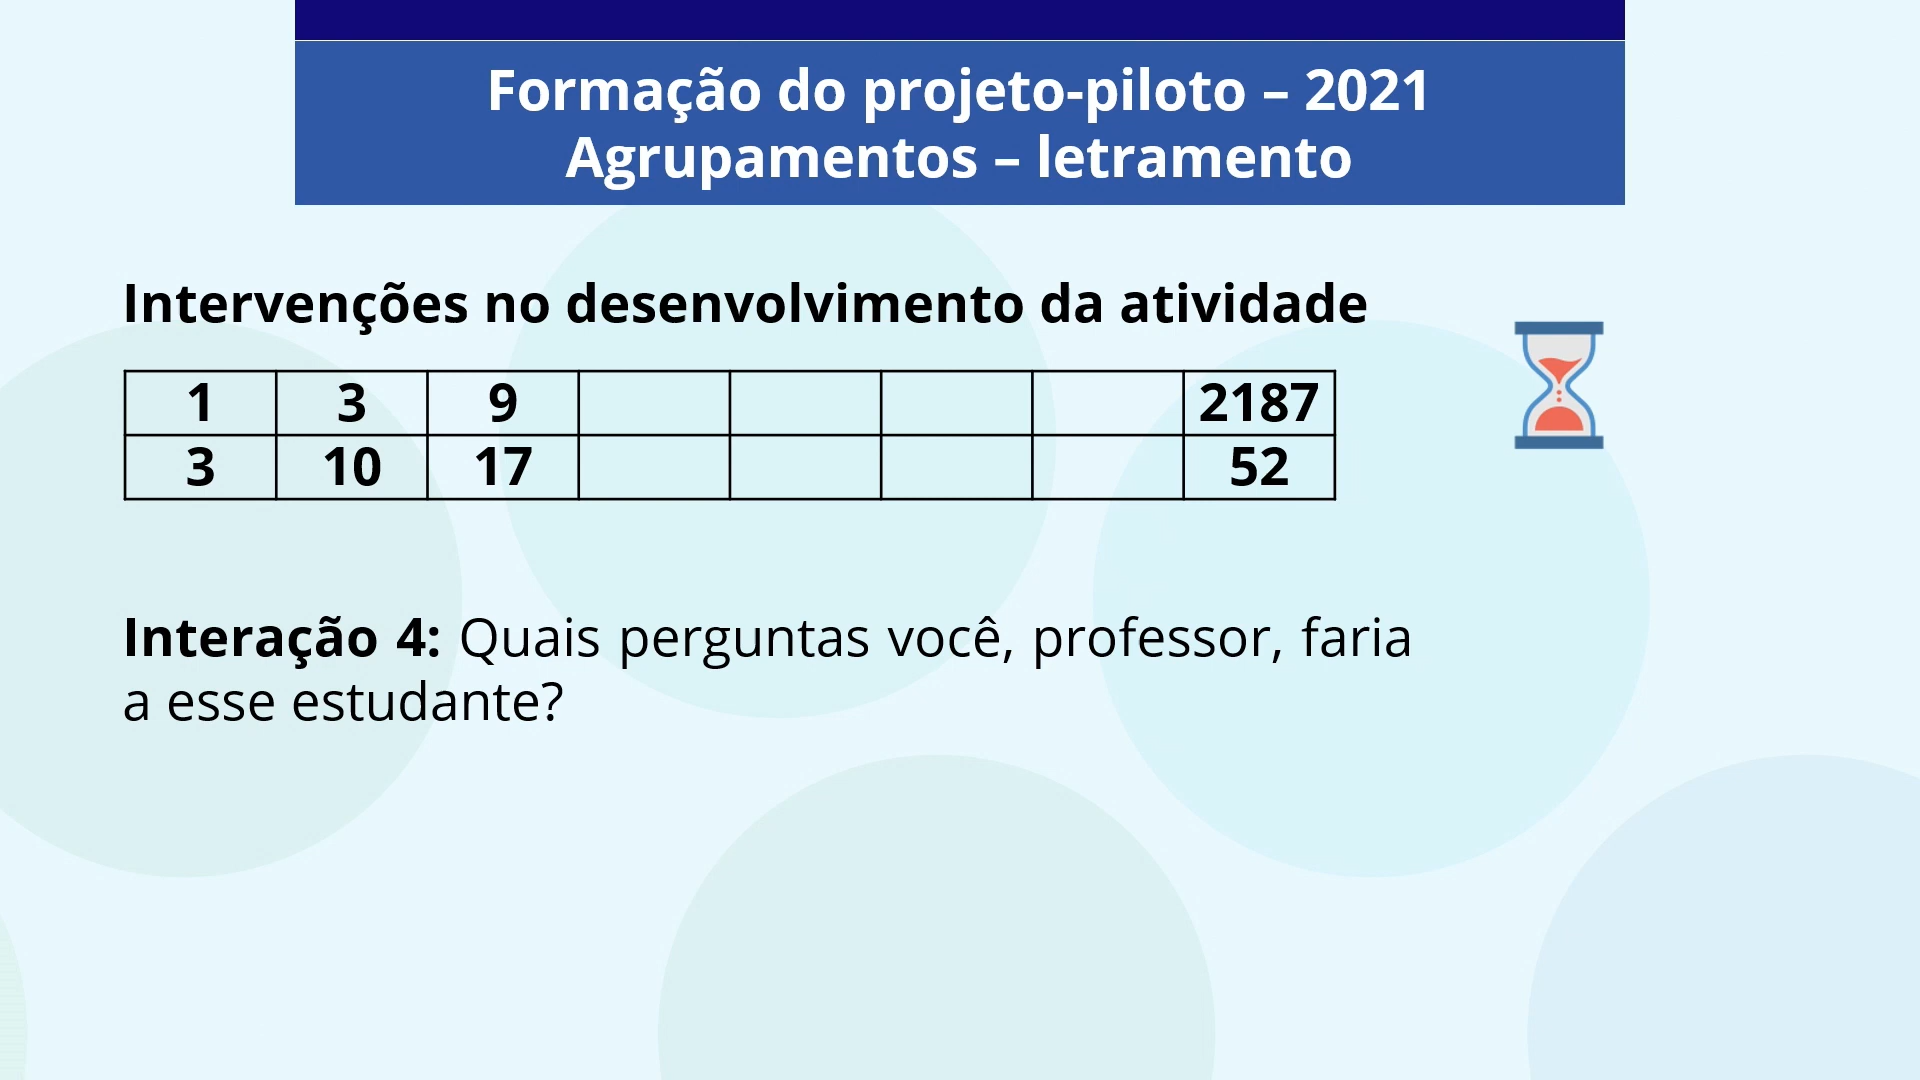 Formação do projeto-piloto – 2021
Agrupamentos – letramento
Intervenções no desenvolvimento da atividade
1 3 9 2187
3 10 17 52
Interação 4: Quais perguntas você, professor, faria
a esse estudante?